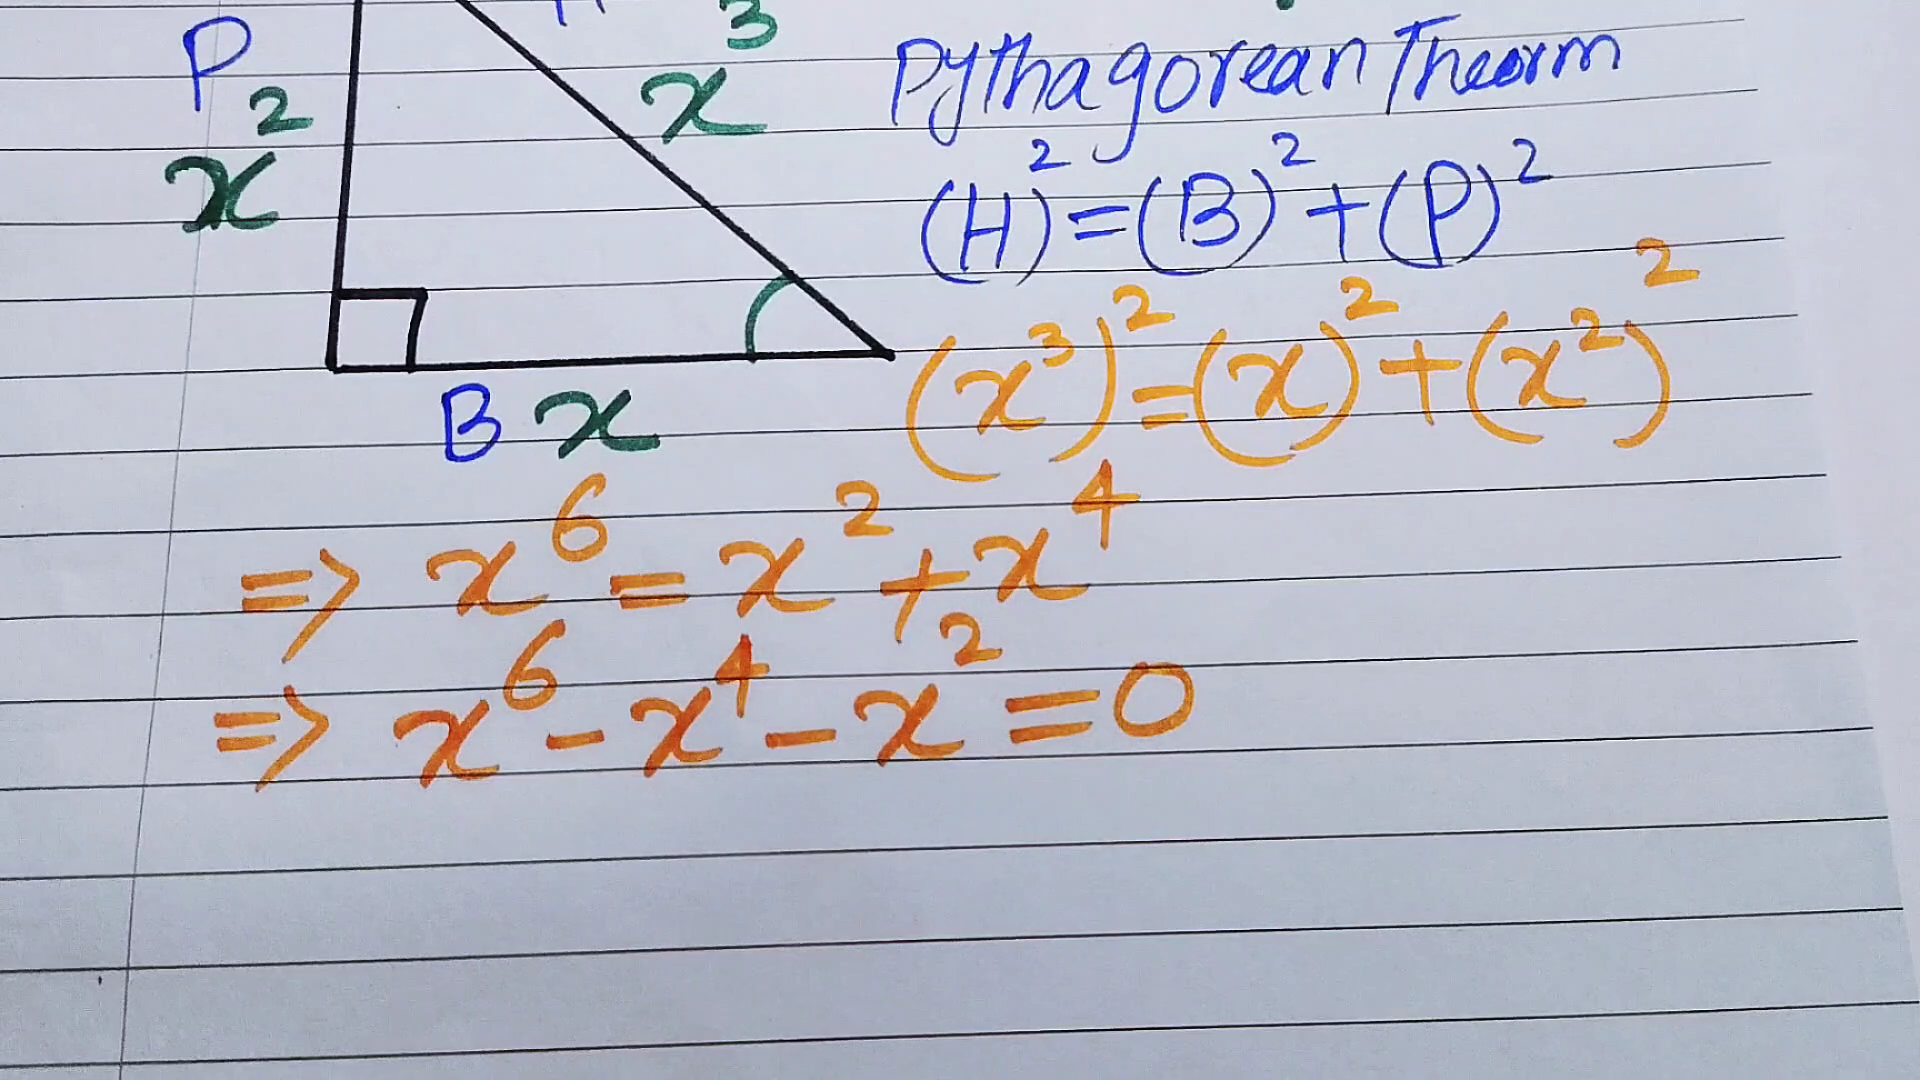 P
x²
x³
B x
Pythagorean Theorm
(H)² = (B)² + (P)²
(x³)² = (x)² + (x²)²
=> x⁶ = x² + x⁴
=> x⁶ - x⁴ - x² = 0